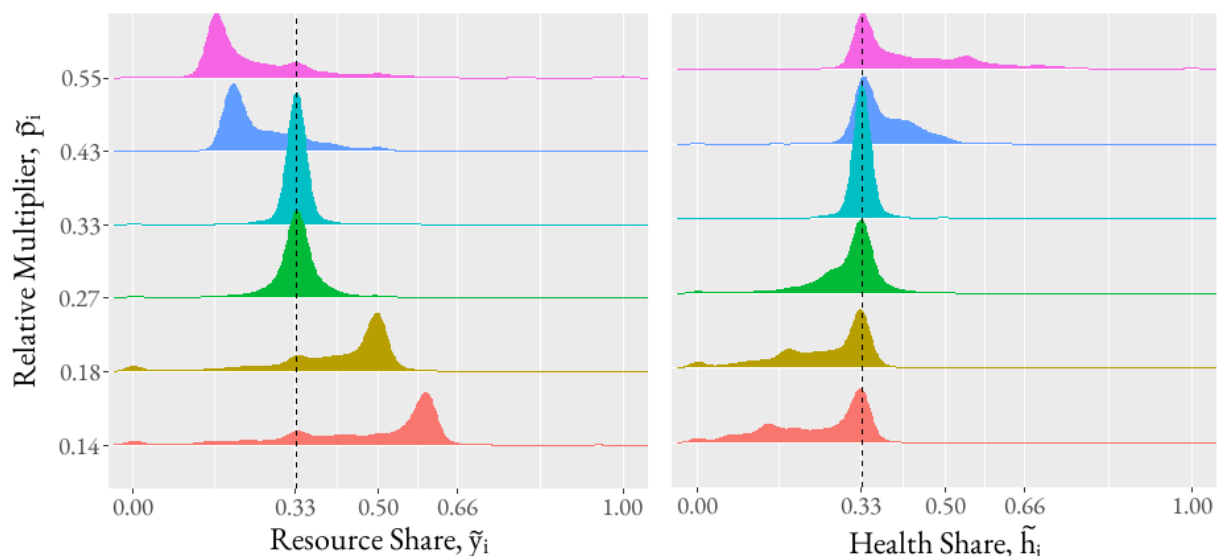 Relative Multiplier, p̃ᵢ
0.55
0.43
0.33
0.27
0.18
0.14
0.00 0.33 0.50 0.66 1.00
Resource Share, ỹᵢ
0.00 0.33 0.50 0.66 1.00
Health Share, h̃ᵢ